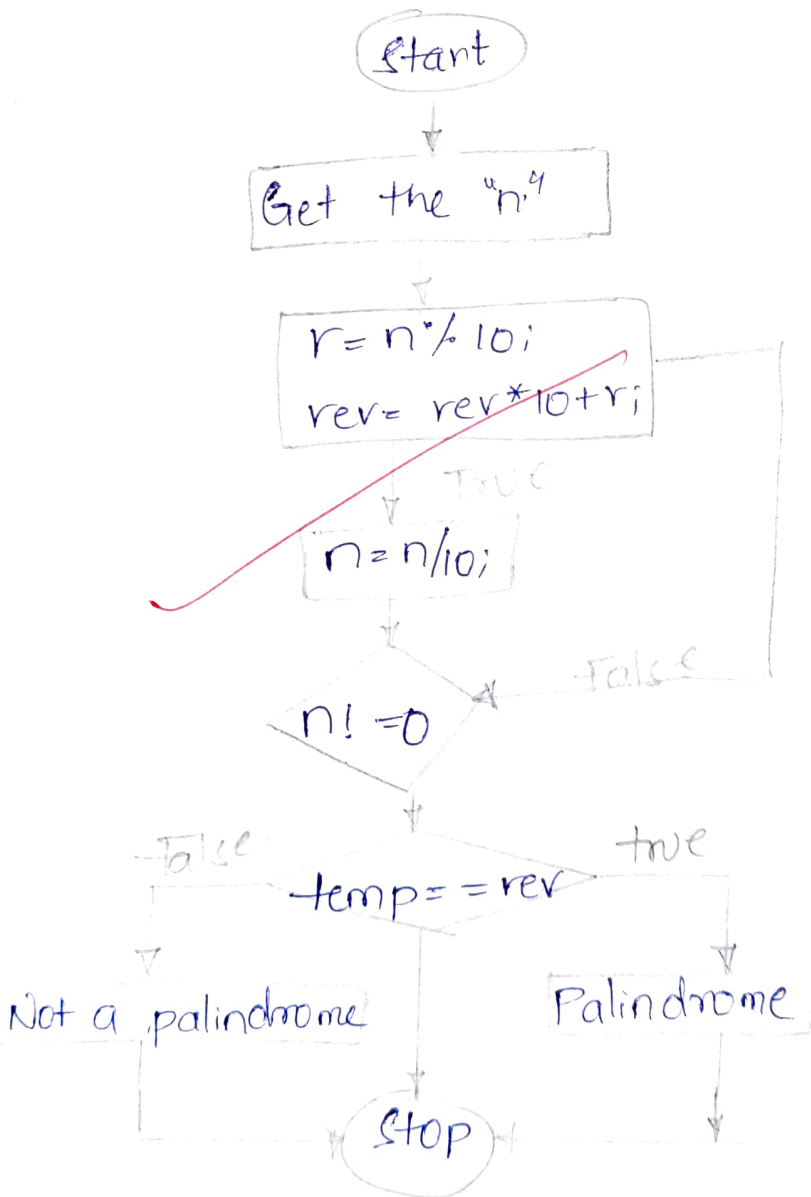 Start
Get the "n."
r=n%10;
rev= rev*10+r;
True
n=n/10;
False
n! =0
False
true
temp= =rev
Not a palindrome
Palindrome
Stop